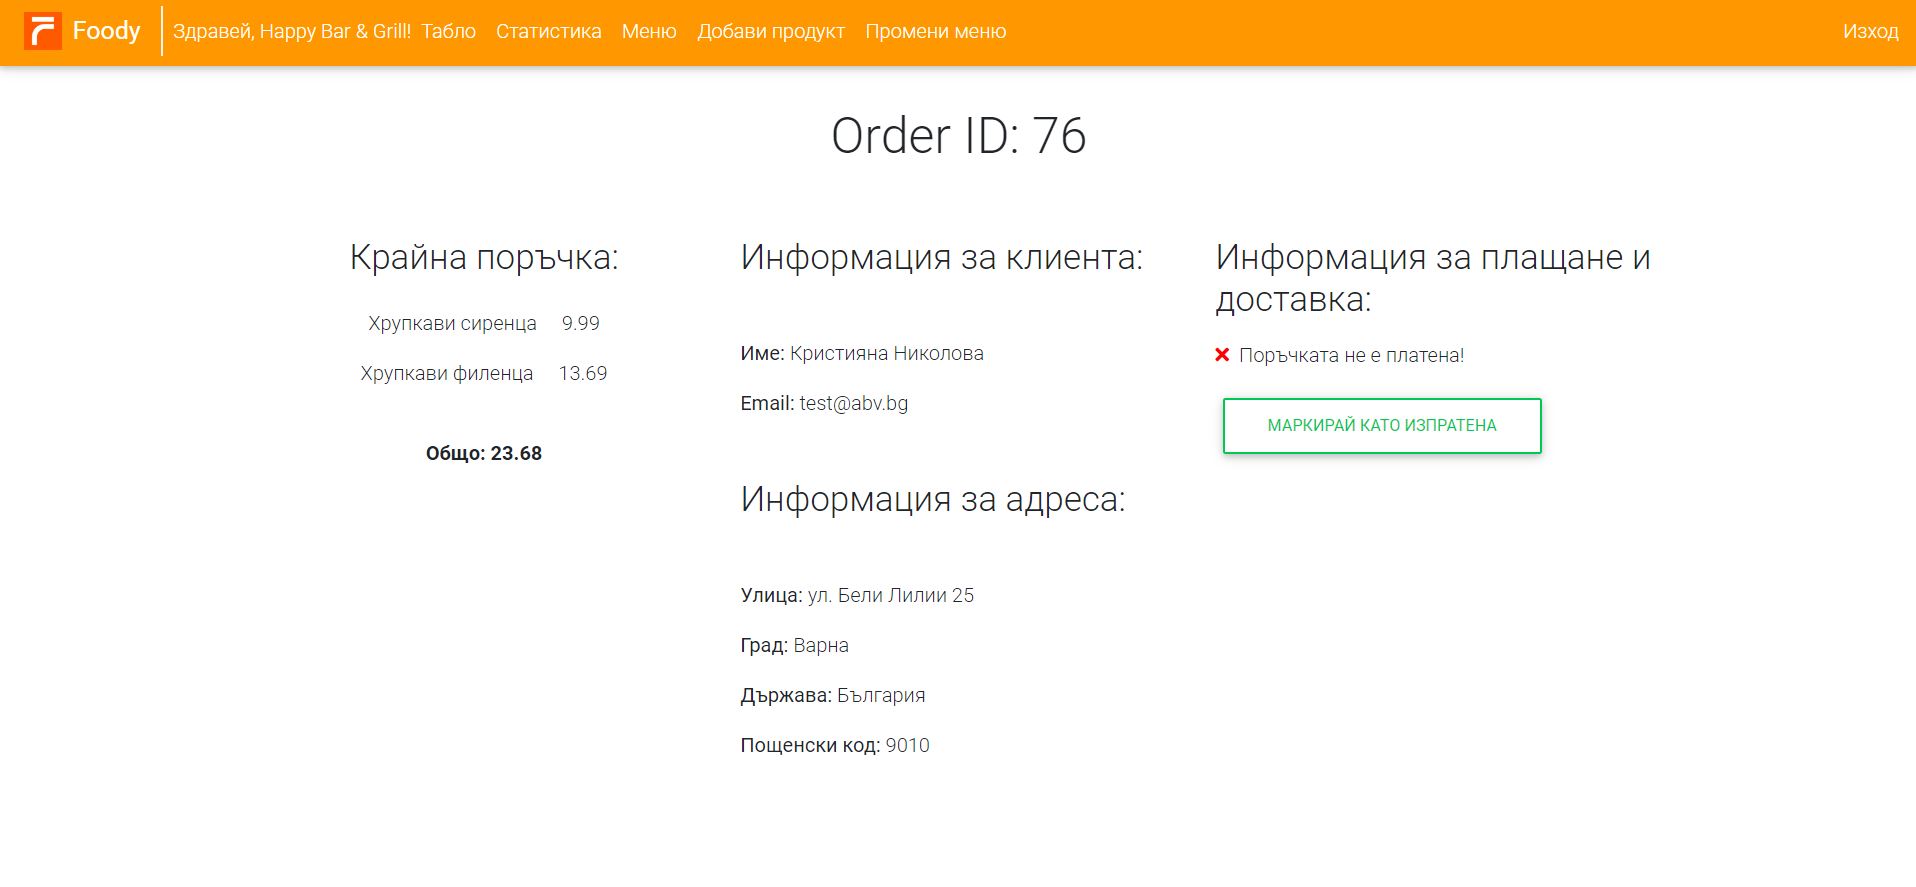 Foody
Здравей, Happy Bar & Grill! Табло Статистика Меню Добави продукт Промени меню
Изход
Order ID: 76
Крайна поръчка:
Хрупкави сиренца 9.99
Хрупкави филенца 13.69
Общо: 23.68
Информация за клиента:
Име: Кристияна Николова
Email: test@abv.bg
Информация за адреса:
Улица: ул. Бели Лилии 25
Град: Варна
Държава: България
Пощенски код: 9010
Информация за плащане и
доставка:
Поръчката не е платена!
МАРКИРАЙ КАТО ИЗПРАТЕНА